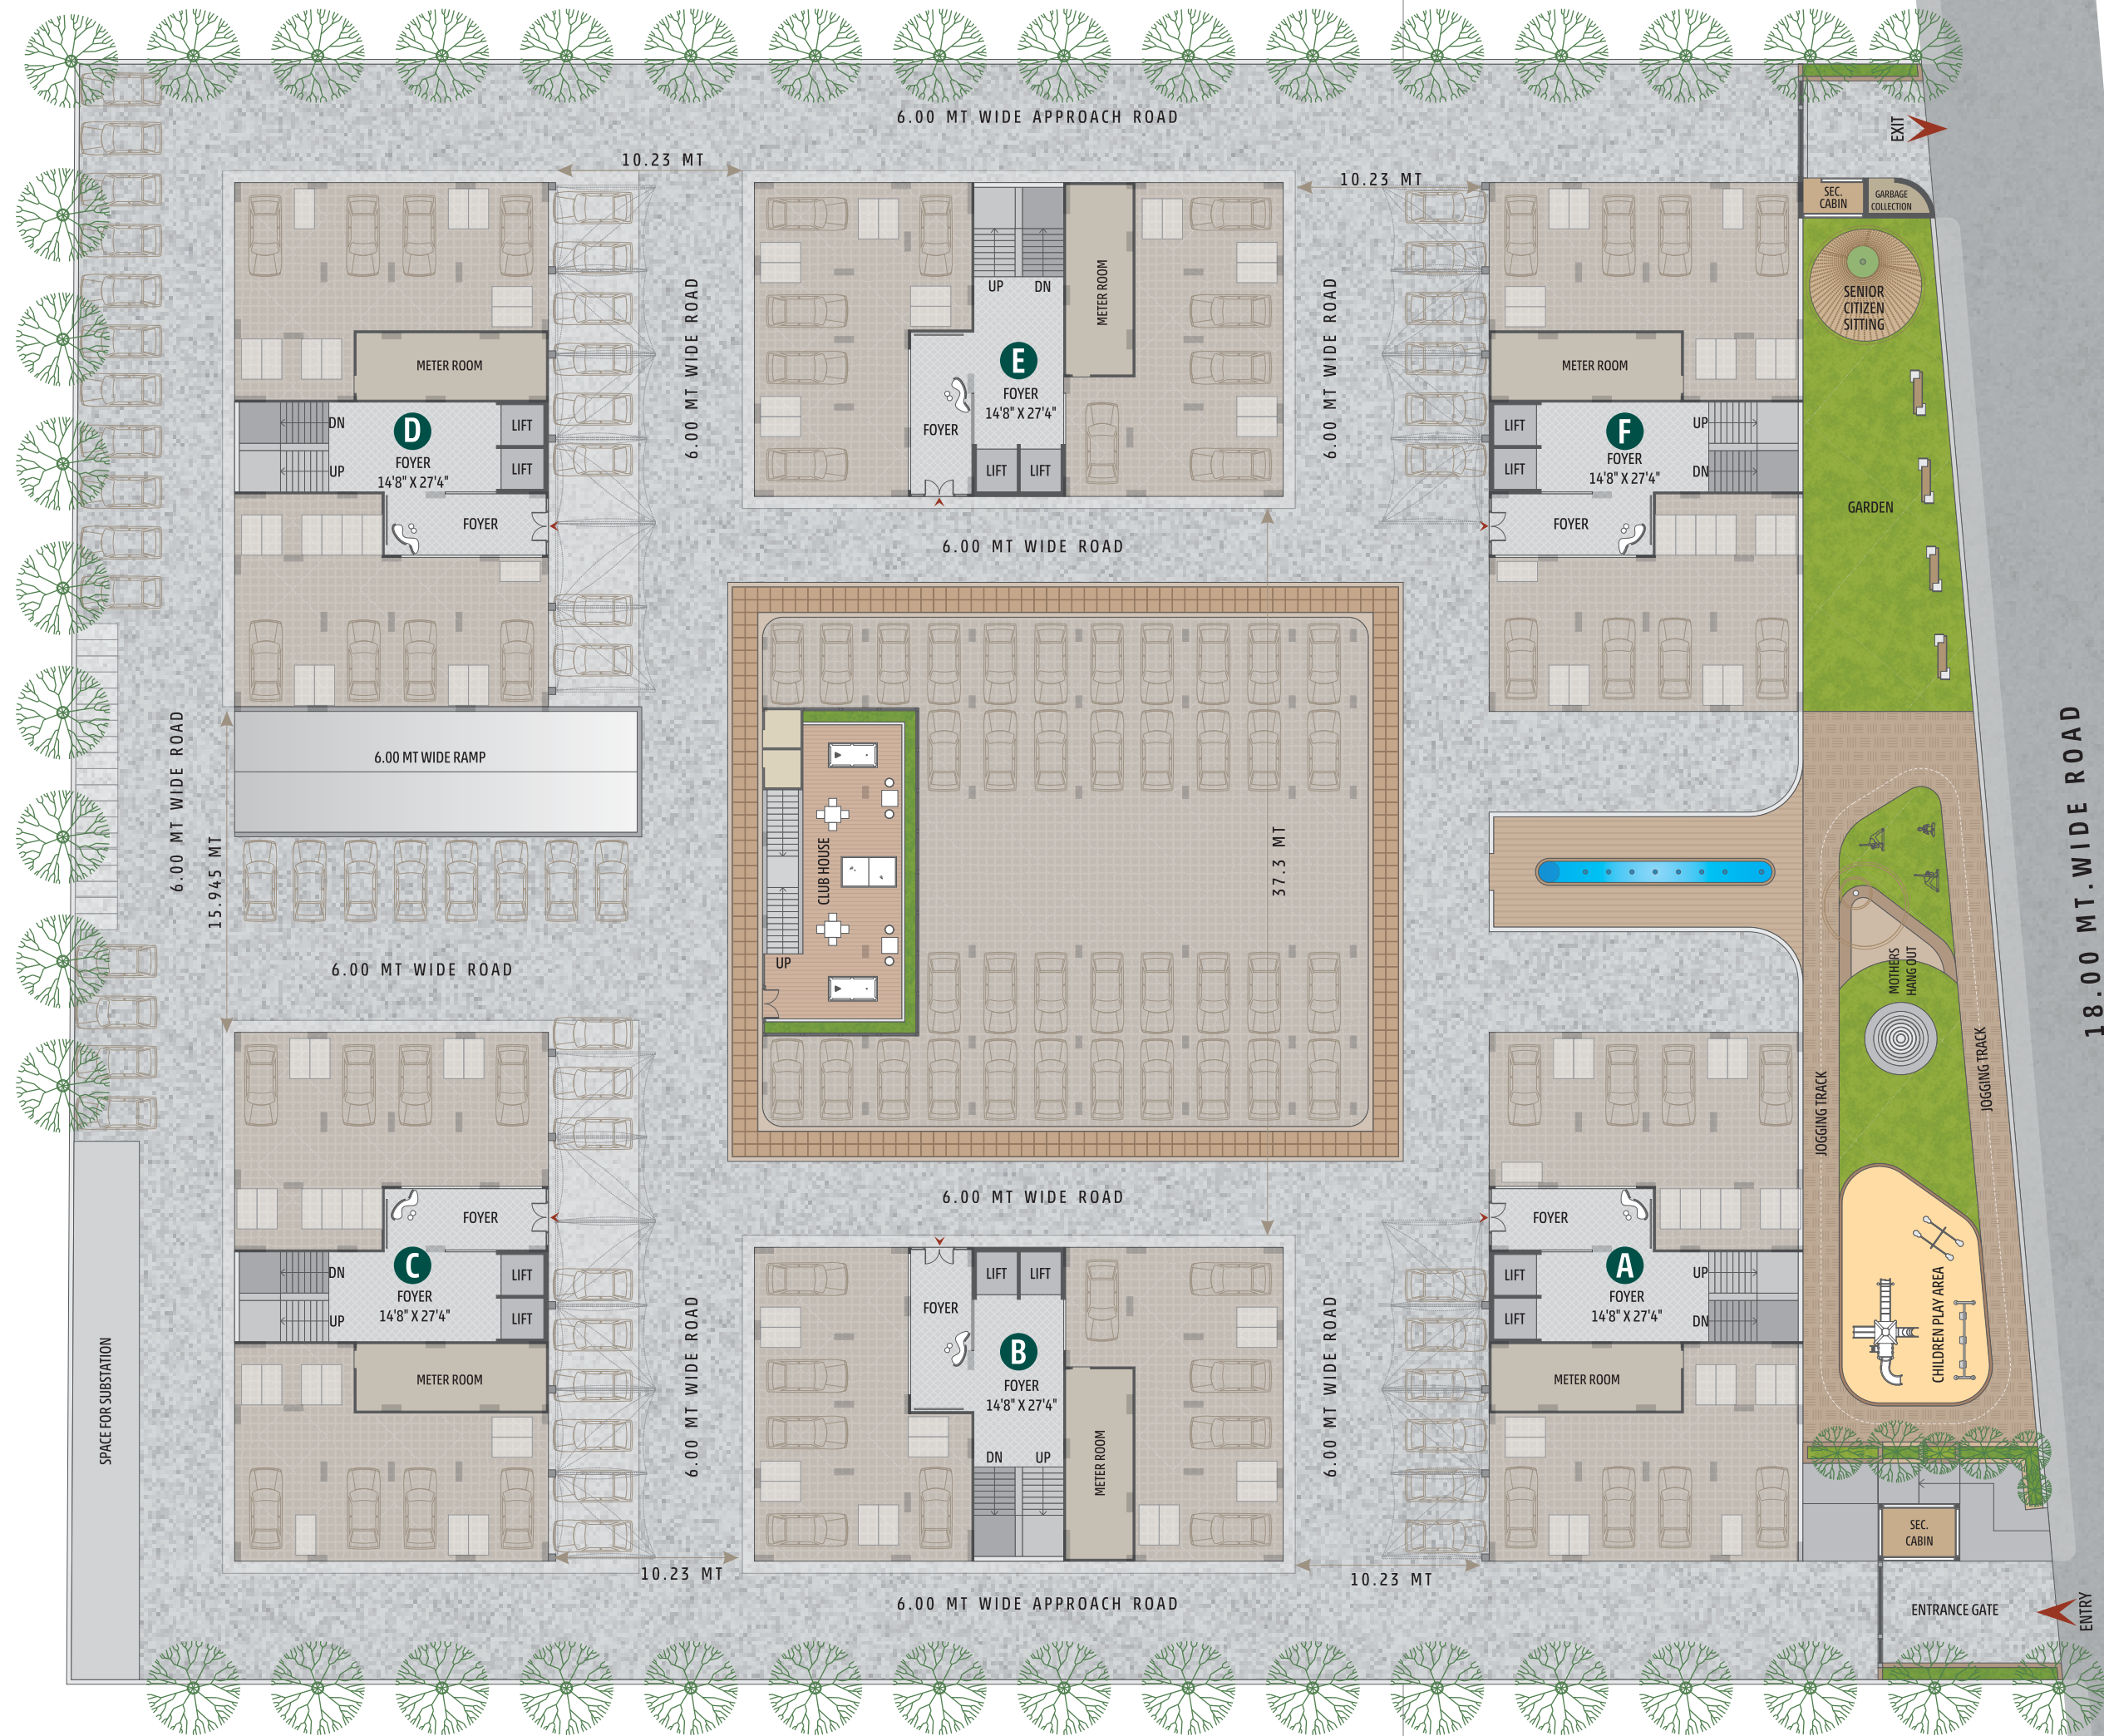 6.00 MT WIDE APPROACH ROAD
EXIT
10.23 MT
10.23 MT
SEC.
CABIN
GARBAGE
COLLECTION
SENIOR
CITIZEN
SITTING
GARDEN
METER ROOM
DN
UP
D
FOYER
14'8" X 27'4"
LIFT
LIFT
FOYER
6.00 MT WIDE ROAD
UP
DN
METER ROOM
E
FOYER
14'8" X 27'4"
FOYER
LIFT
LIFT
6.00 MT WIDE ROAD
METER ROOM
LIFT
LIFT
F
FOYER
14'8" X 27'4"
UP
DN
FOYER
6.00 MT WIDE ROAD
6.00 MT WIDE ROAD
6.00 MT WIDE RAMP
15.945 MT
6.00 MT WIDE ROAD
CLUB HOUSE
UP
37.3 MT
18.00 MT.WIDE ROAD
MOTHERS
HANG OUT
JOGGING TRACK
JOGGING TRACK
CHILDREN PLAY AREA
6.00 MT WIDE ROAD
FOYER
C
FOYER
14'8" X 27'4"
DN
UP
LIFT
LIFT
METER ROOM
SPACE FOR SUBSTATION
6.00 MT WIDE ROAD
LIFT
LIFT
FOYER
B
FOYER
14'8" X 27'4"
DN
UP
METER ROOM
6.00 MT WIDE ROAD
FOYER
LIFT
LIFT
A
FOYER
14'8" X 27'4"
UP
DN
METER ROOM
SEC.
CABIN
10.23 MT
10.23 MT
6.00 MT WIDE APPROACH ROAD
ENTRANCE GATE
ENTRY